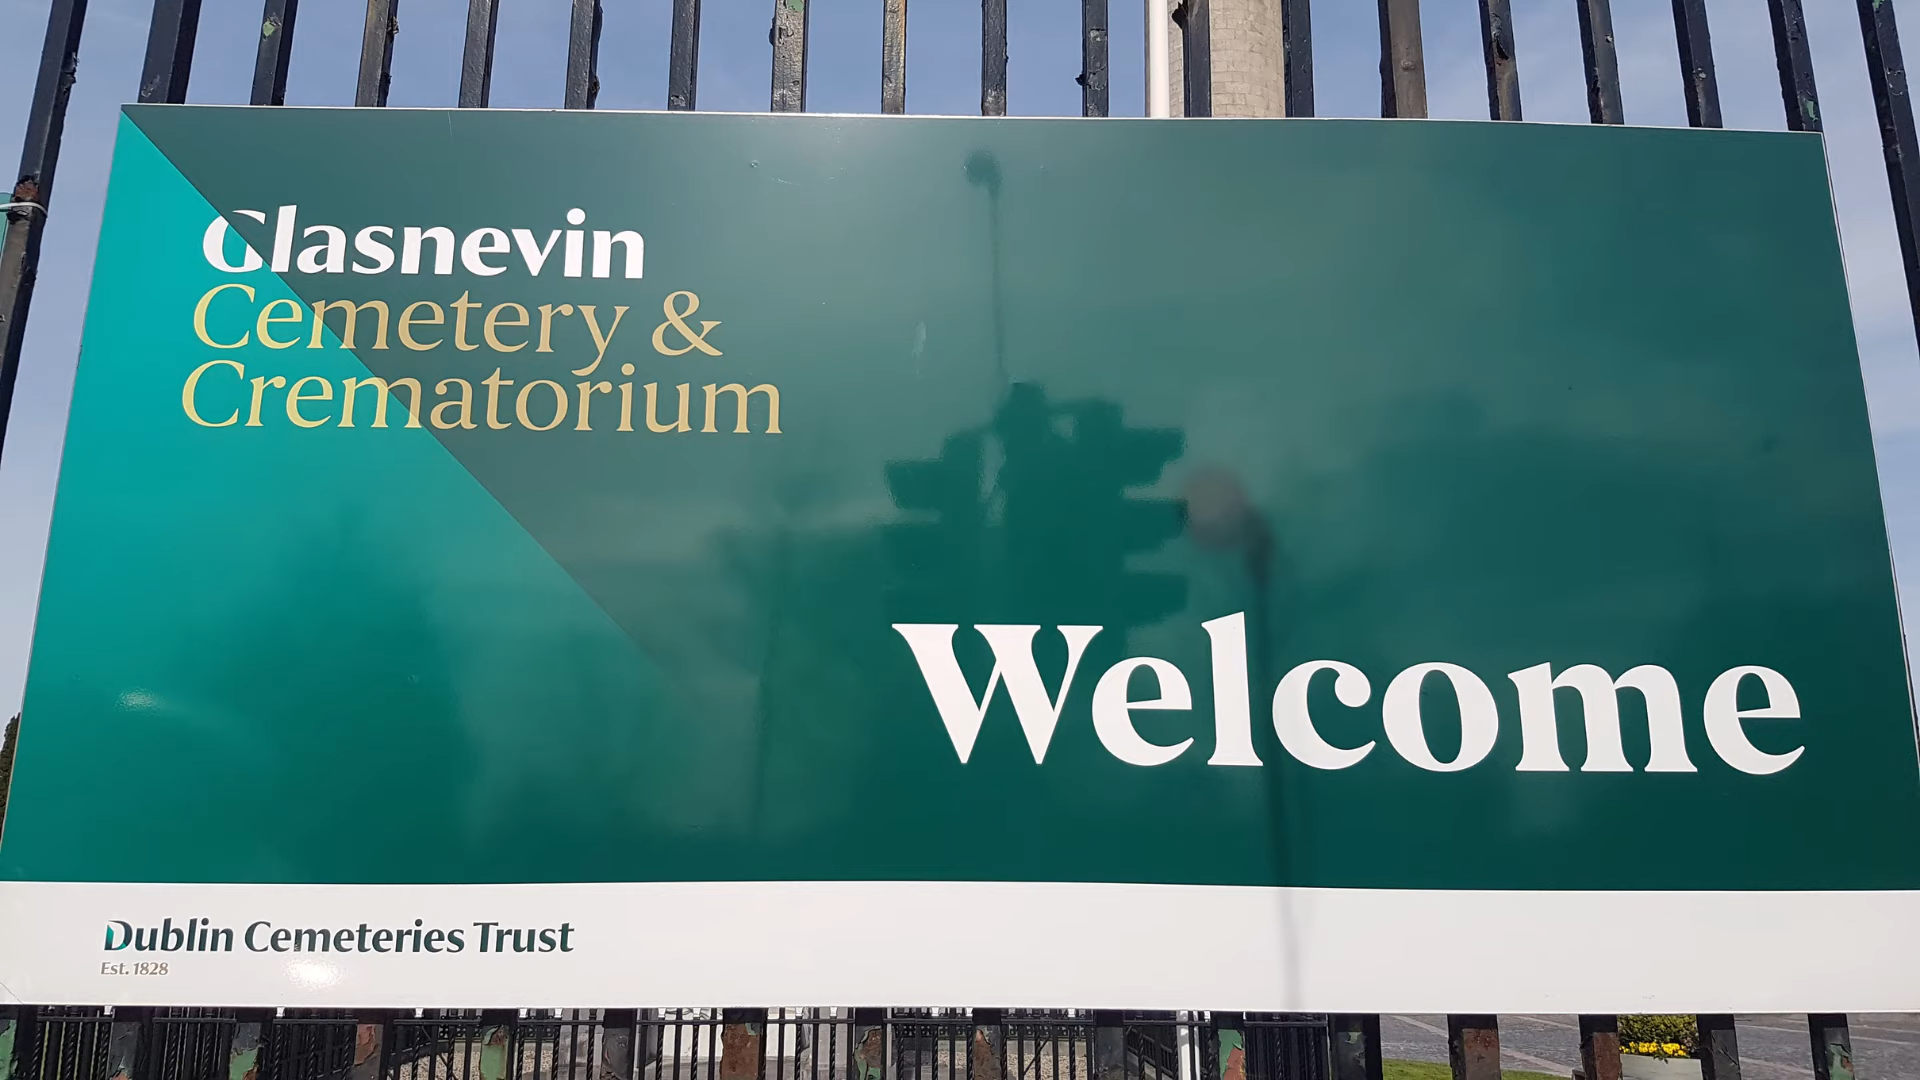 Glasnevin
Cemetery &
Crematorium
Welcome
Dublin Cemeteries Trust
Est. 1828